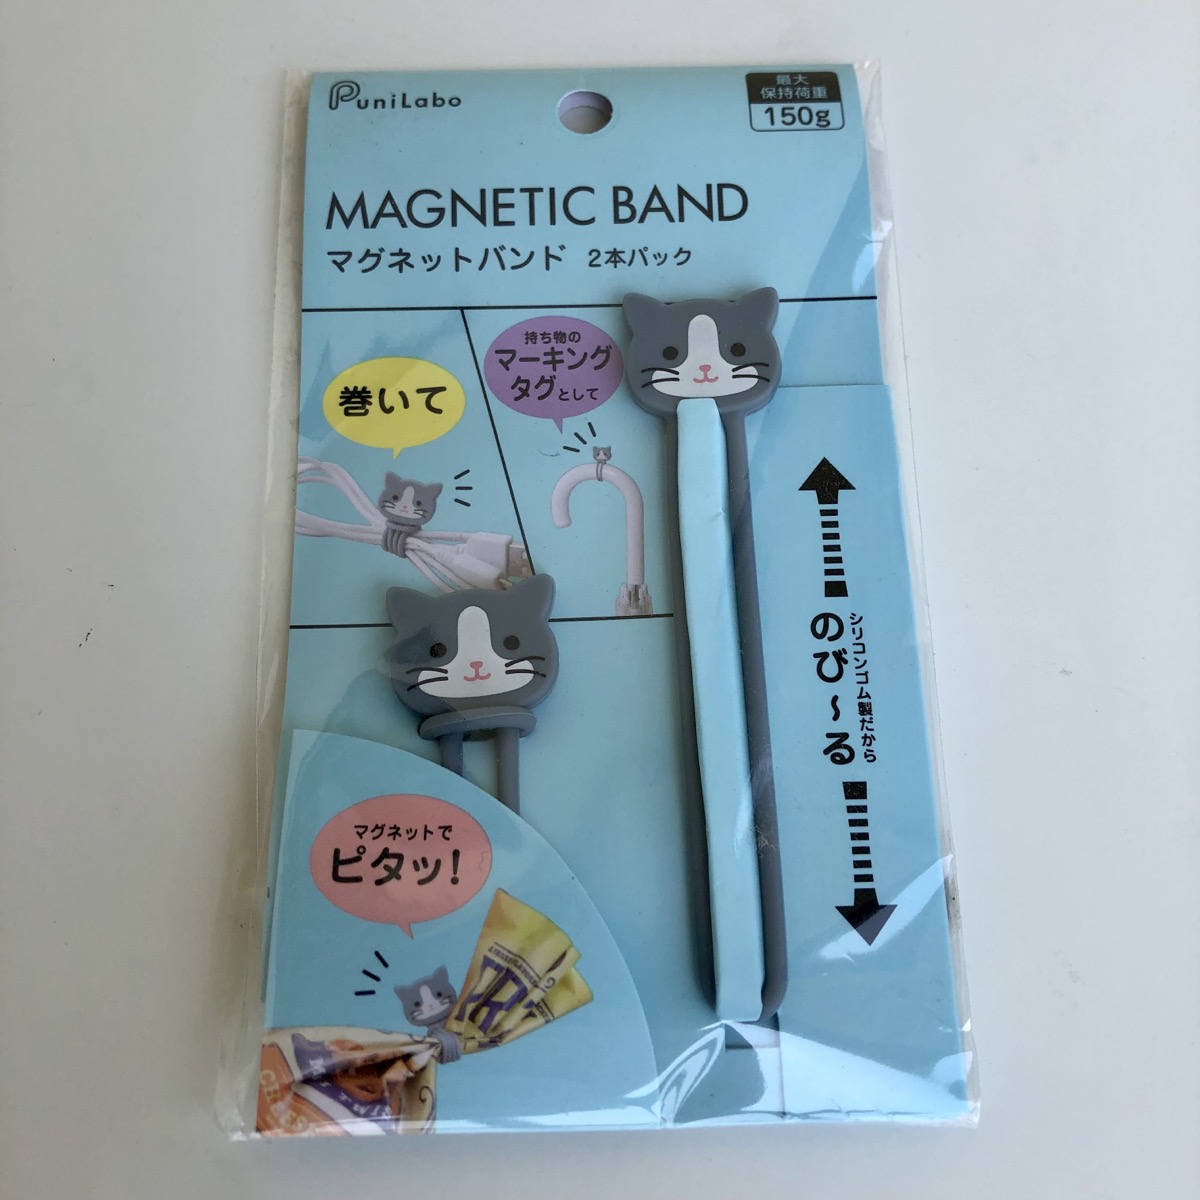 PuniLabo
最大
保持荷重
150g
MAGNETIC BAND
マグネットバンド 2本パック
巻いて
持ち物の
マーキング
タグとして
シリコンゴム製だから
のび〜る
マグネットで
ピタッ!